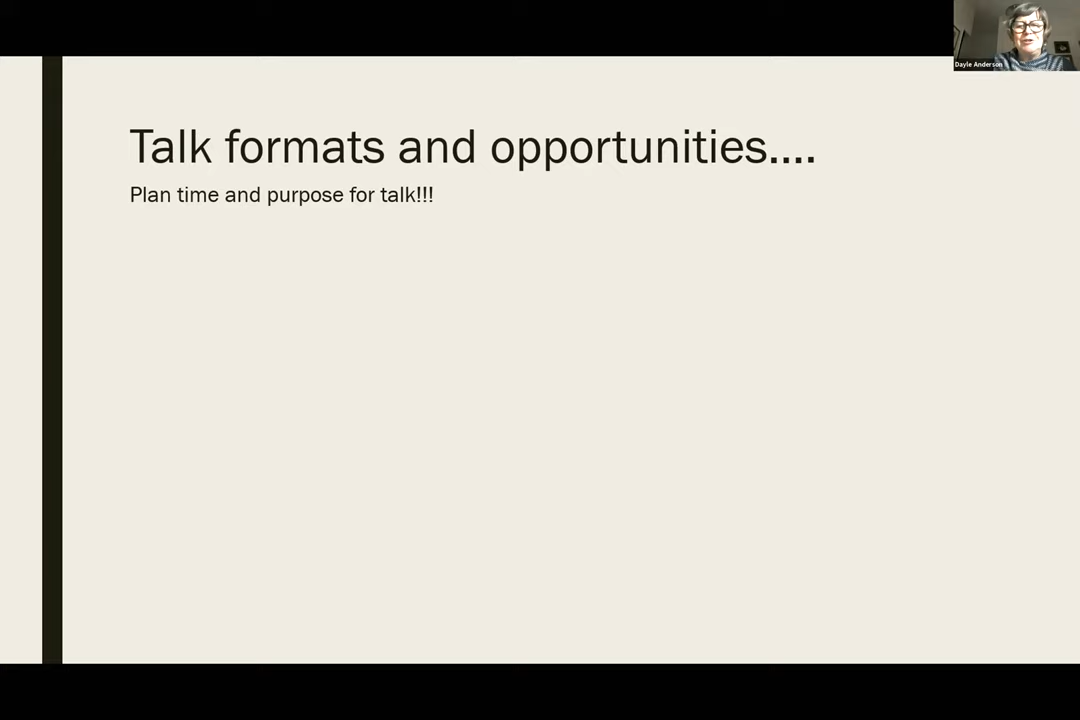 Dayle Anderson
Talk formats and opportunities....
Plan time and purpose for talk!!!